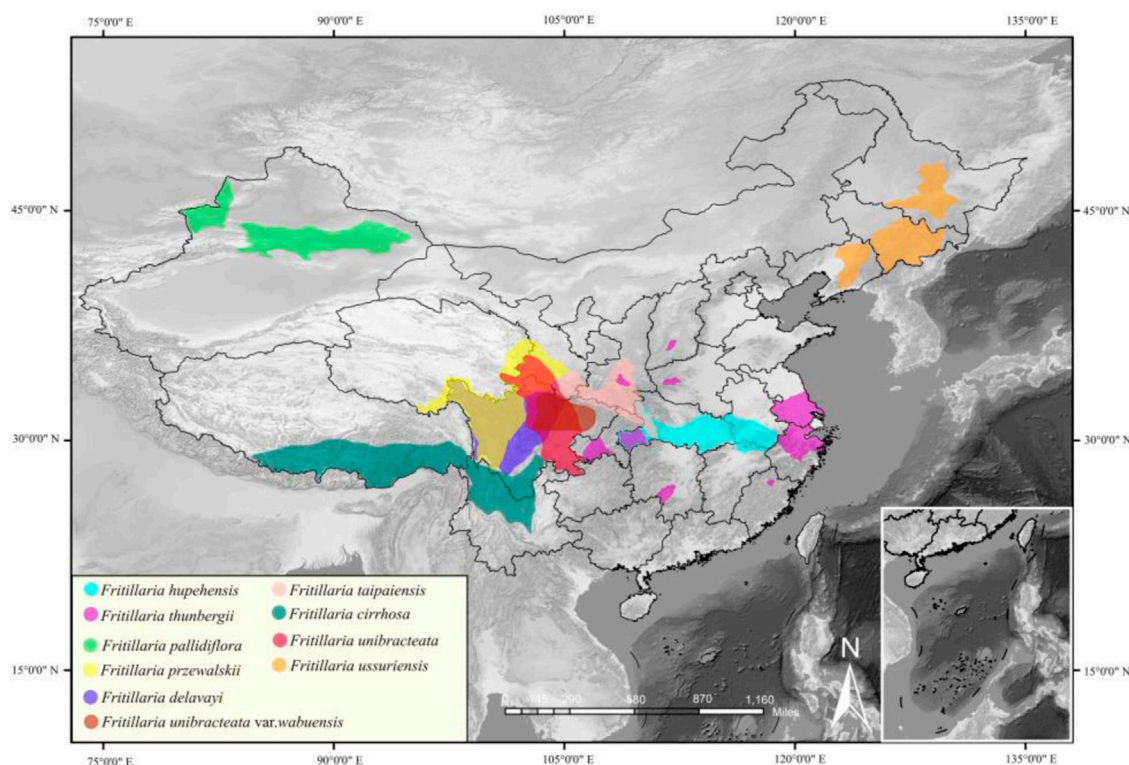 75°0'0" E 90°0'0" E 105°0'0" E 120°0'0" E 135°0'0" E
45°0'0" N 45°0'0" N
30°0'0" N 30°0'0" N
15°0'0" N 15°0'0" N
Fritillaria hupehensis
Fritillaria thunbergii
Fritillaria pallidiflora
Fritillaria przewalskii
Fritillaria delavayi
Fritillaria unibracteata var.wabuensis
Fritillaria taipaiensis
Fritillaria cirrhosa
Fritillaria unibracteata
Fritillaria ussuriensis
N
0 145 290 580 870 1,160
Miles
75°0'0" E 90°0'0" E 105°0'0" E 120°0'0" E 135°0'0" E